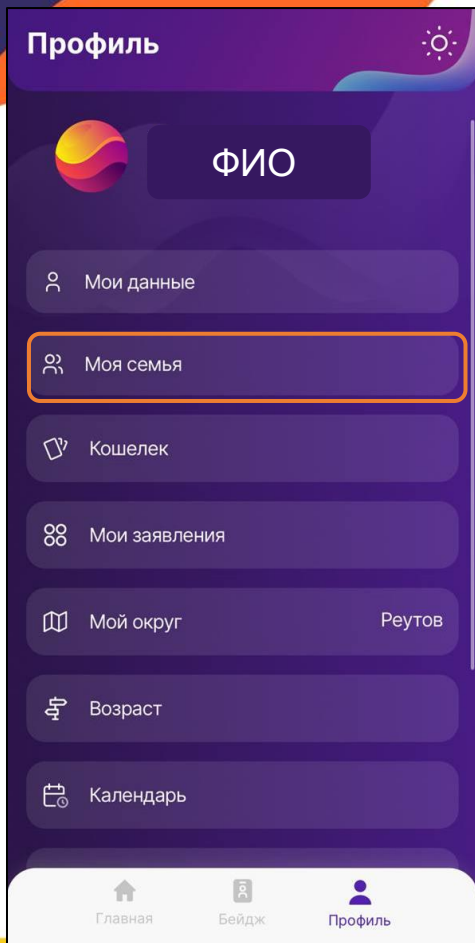 Профиль
ФИО
Мои данные
Моя семья
Кошелек
Мои заявления
Мой округ Реутов
Возраст
Календарь
Главная Бейдж Профиль